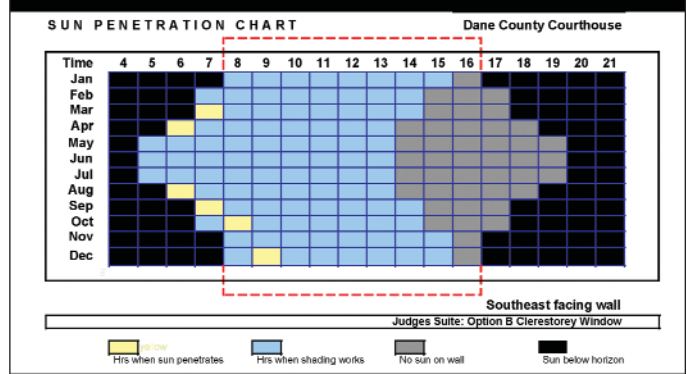 SUN PENETRATION CHART Dane County Courthouse
Time 4 5 6 7 8 9 10 11 12 13 14 15 16 17 18 19 20 21
Jan
Feb
Mar
Apr
May
Jun
Jul
Aug
Sep
Oct
Nov
Dec
Southeast facing wall
Judges Suite: Option B Clerestorey Window
yellow
Hrs when sun penetrates Hrs when shading works No sun on wall Sun below horizon